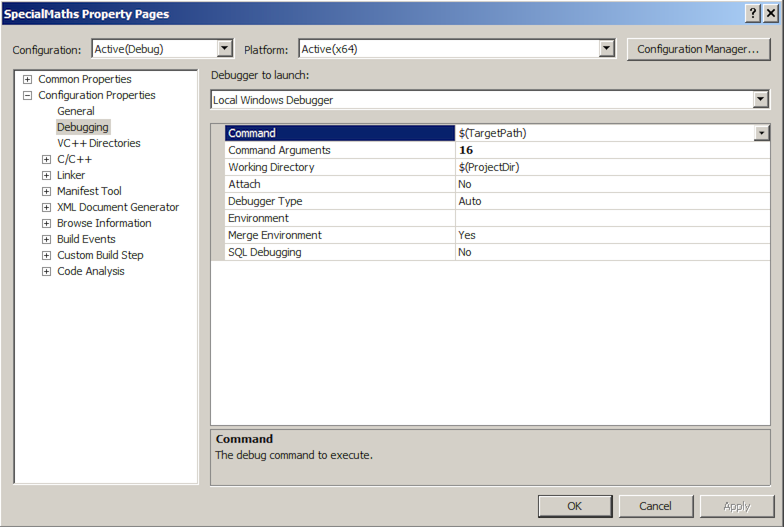 SpecialMaths Property Pages
Configuration: Active(Debug) Platform: Active(x64) Configuration Manager...
Common Properties
Configuration Properties
General
Debugging
VC++ Directories
C/C++
Linker
Manifest Tool
XML Document Generator
Browse Information
Build Events
Custom Build Step
Code Analysis
Debugger to launch:
Local Windows Debugger
Command $(TargetPath)
Command Arguments 16
Working Directory $(ProjectDir)
Attach No
Debugger Type Auto
Environment
Merge Environment Yes
SQL Debugging No
Command
The debug command to execute.
OK Cancel Apply